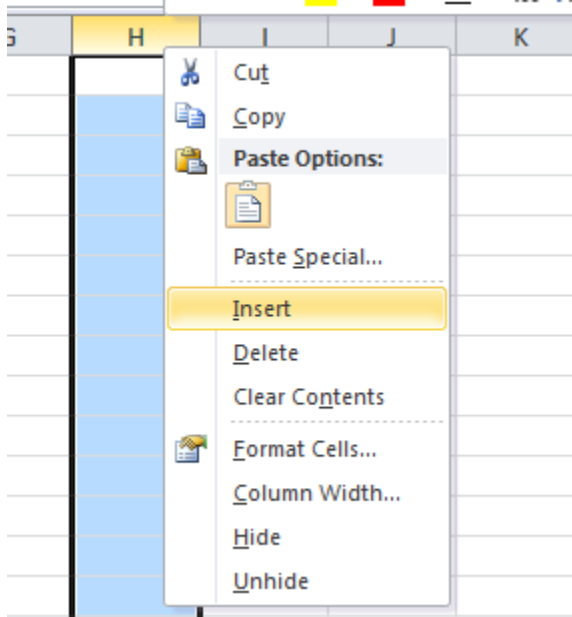 H I J K
Cut
Copy
Paste Options:
Paste Special...
Insert
Delete
Clear Contents
Format Cells...
Column Width...
Hide
Unhide